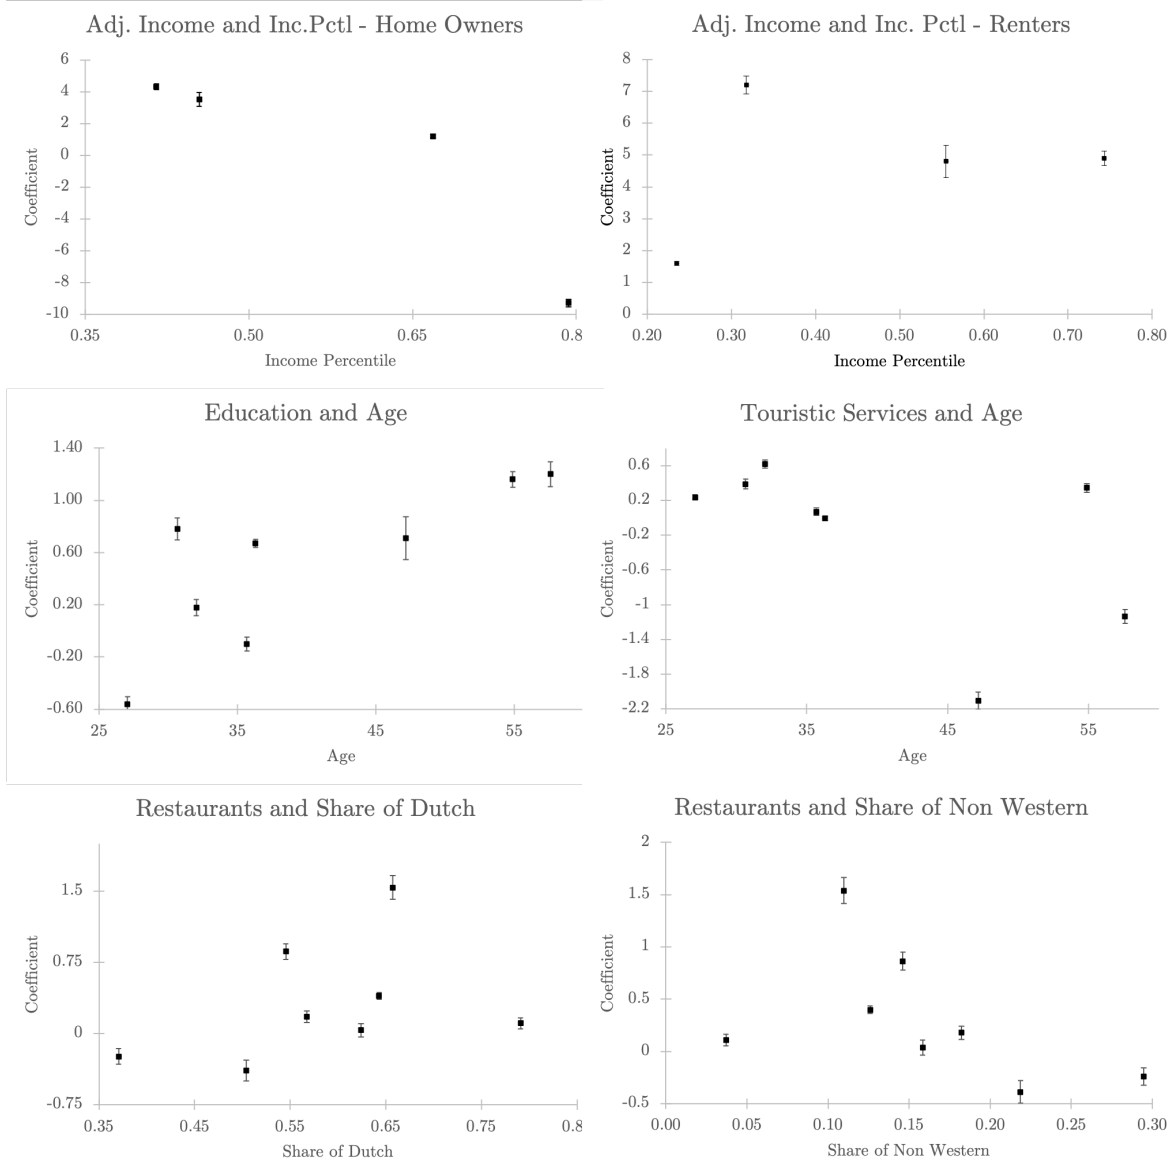 Adj. Income and Inc.Pctl - Home Owners
6
4
2
0
-2
-4
-6
-8
-10
Coefficient
0.35 0.50 0.65 0.8
Income Percentile
Adj. Income and Inc. Pctl - Renters
8
7
6
5
4
3
2
1
0
Coefficient
0.20 0.30 0.40 0.50 0.60 0.70 0.80
Income Percentile
Education and Age
1.40
1.00
0.60
0.20
-0.20
-0.60
Coefficient
25 35 45 55
Age
Touristic Services and Age
0.6
0.2
-0.2
-0.6
-1
-1.4
-1.8
-2.2
Coefficient
25 35 45 55
Age
Restaurants and Share of Dutch
1.5
0.75
0
-0.75
Coefficient
0.35 0.45 0.55 0.65 0.75 0.8
Share of Dutch
Restaurants and Share of Non Western
2
1.5
1
0.5
0
-0.5
Coefficient
0.00 0.05 0.10 0.15 0.20 0.25 0.30
Share of Non Western